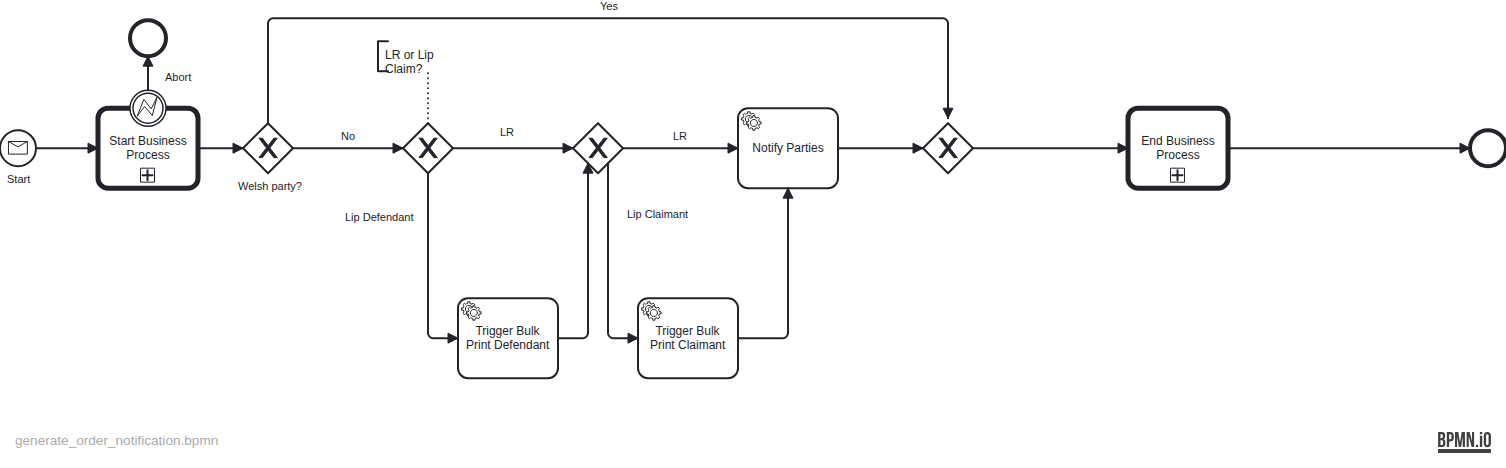 Yes
LR or Lip
Claim?
Abort
Start Business
Process
Start
Welsh party?
No
LR
LR
Notify Parties
End Business
Process
Lip Defendant
Lip Claimant
Trigger Bulk
Print Defendant
Trigger Bulk
Print Claimant
generate_order_notification.bpmn
BPMN.iO